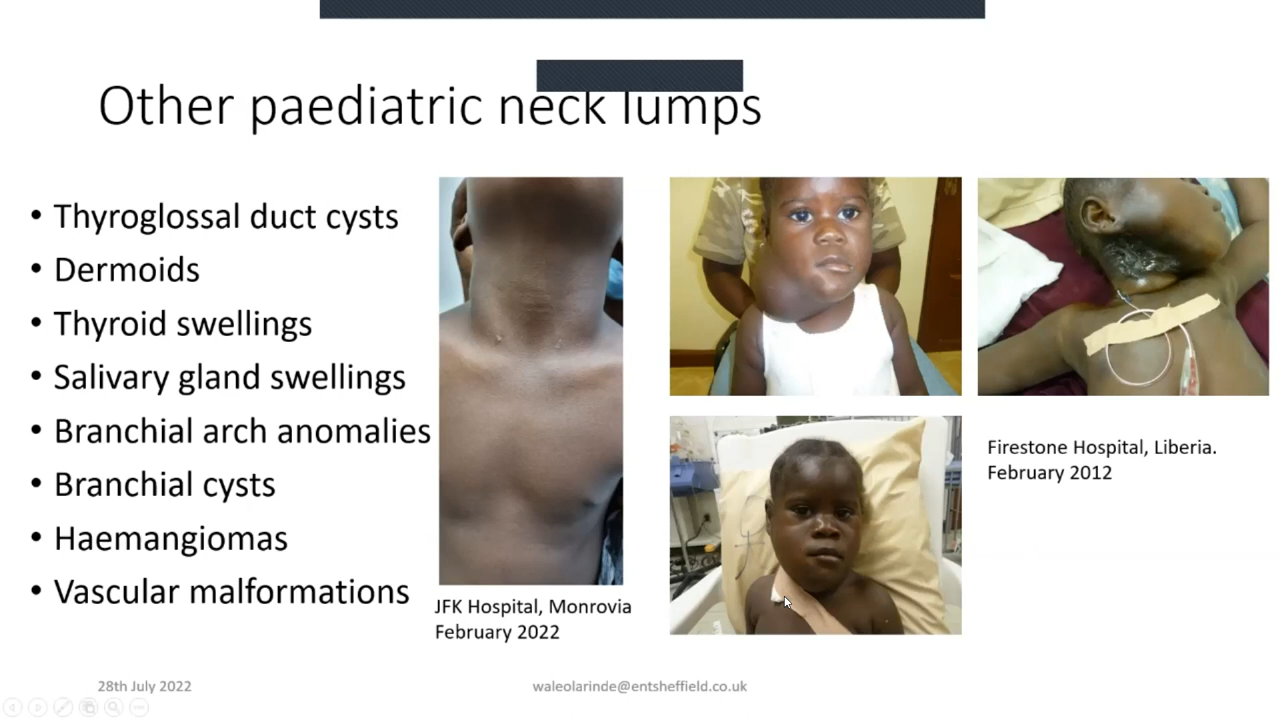 Other paediatric neck lumps
• Thyroglossal duct cysts
• Dermoids
• Thyroid swellings
• Salivary gland swellings
• Branchial arch anomalies
• Branchial cysts
• Haemangiomas
• Vascular malformations
JFK Hospital, Monrovia
February 2022
Firestone Hospital, Liberia.
February 2012
28th July 2022
waleolarinde@entsheffield.co.uk